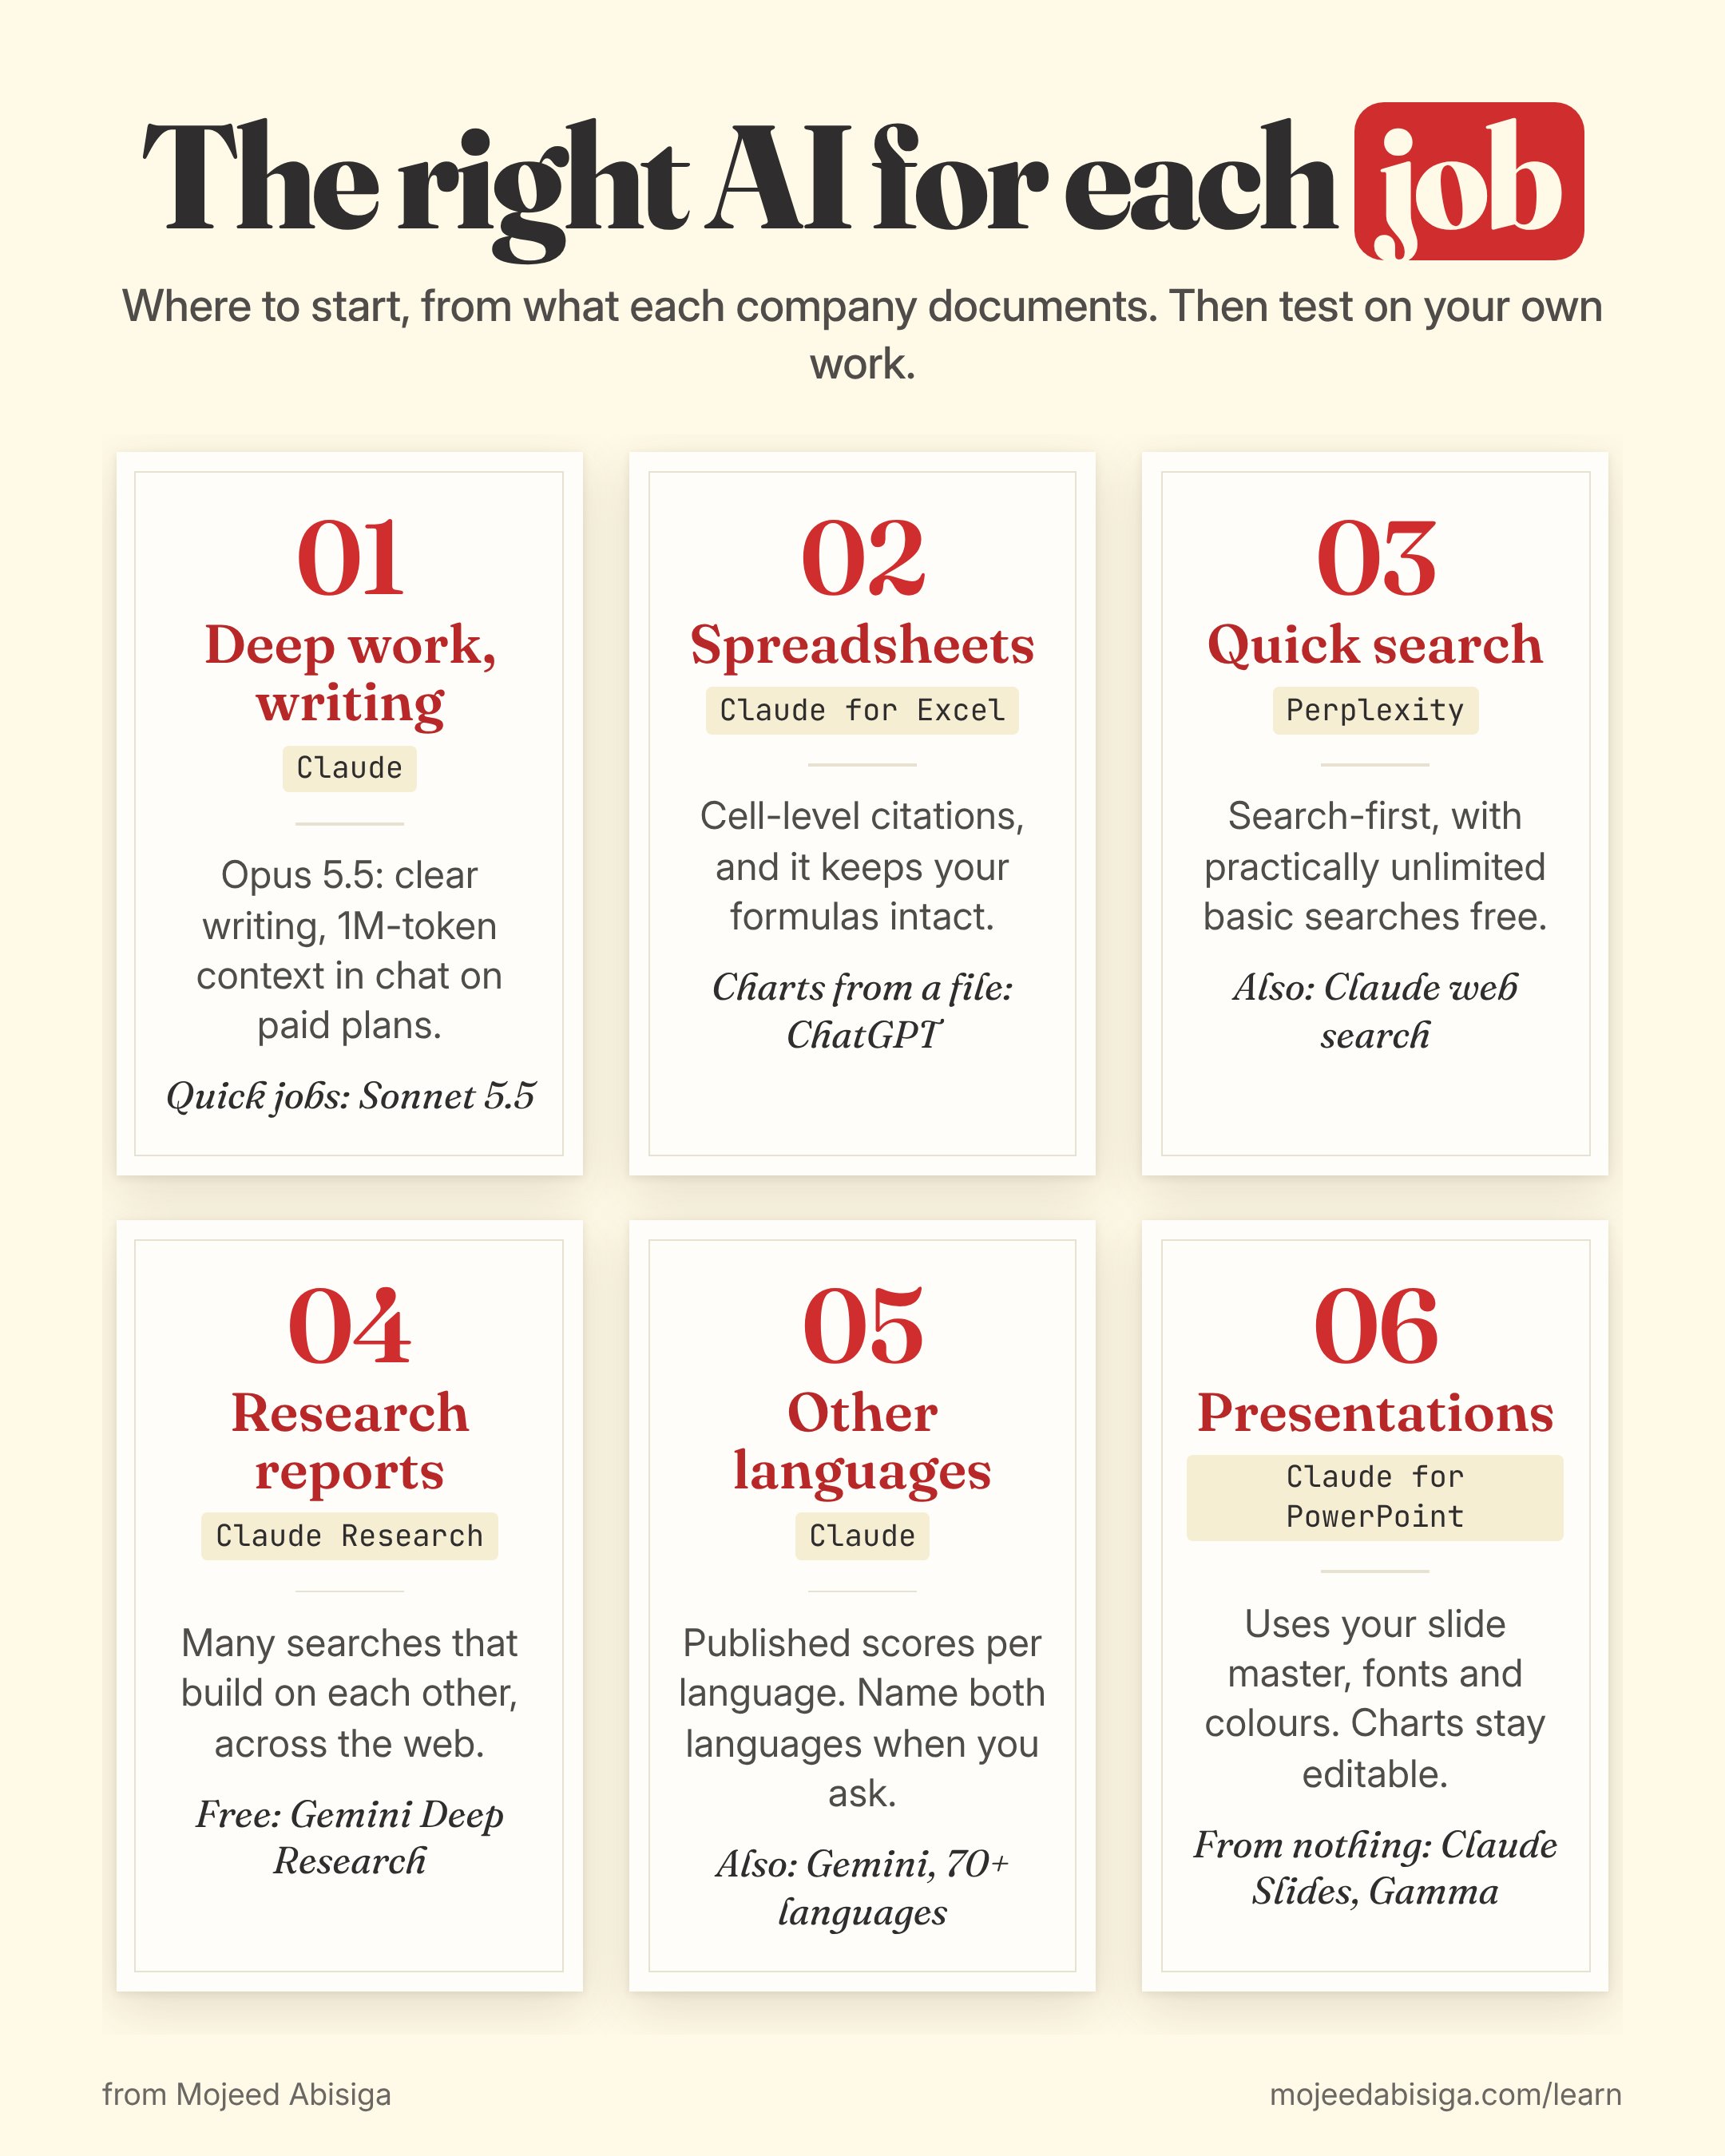 The right AI for each job
Where to start, from what each company documents. Then test on your own
work.
01
Deep work,
writing
Claude
Opus 5.5: clear
writing, 1M-token
context in chat on
paid plans.
Quick jobs: Sonnet 5.5
02
Spreadsheets
Claude for Excel
Cell-level citations,
and it keeps your
formulas intact.
Charts from a file:
ChatGPT
03
Quick search
Perplexity
Search-first, with
practically unlimited
basic searches free.
Also: Claude web
search
04
Research
reports
Claude Research
Many searches that
build on each other,
across the web.
Free: Gemini Deep
Research
05
Other
languages
Claude
Published scores per
language. Name both
languages when you
ask.
Also: Gemini, 70+
languages
06
Presentations
Claude for
PowerPoint
Uses your slide
master, fonts and
colours. Charts stay
editable.
From nothing: Claude
Slides, Gamma
from Mojeed Abisiga
mojeedabisiga.com/learn